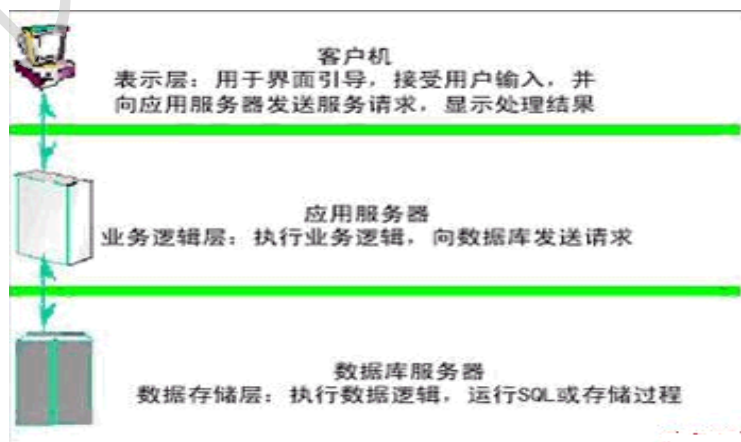 客户机
表示层：用于界面引导，接受用户输入，并
向应用服务器发送服务请求，显示处理结果
应用服务器
业务逻辑层：执行业务逻辑，向数据库发送请求
数据库服务器
数据存储层：执行数据逻辑，运行SQL或存储过程